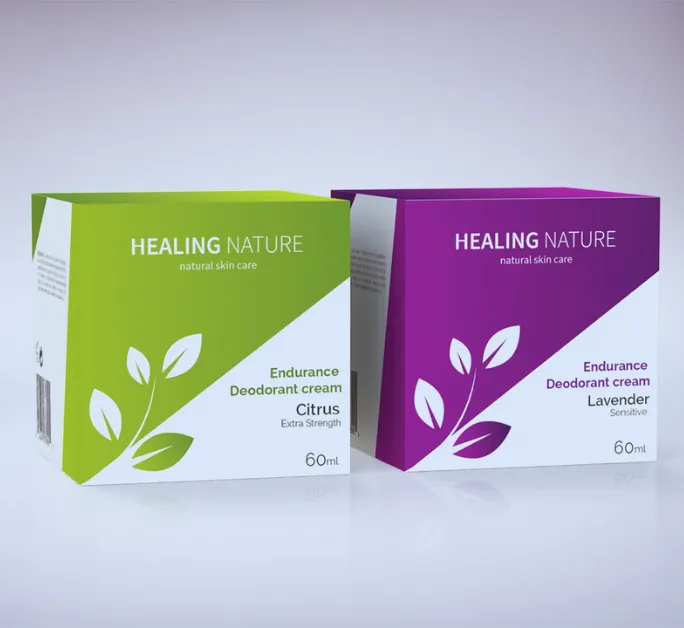 HEALING NATURE
natural skin care
Endurance
Deodorant cream
Citrus
Extra Strength
60ml
HEALING NATURE
natural skin care
Endurance
Deodorant cream
Lavender
Sensitive
60ml